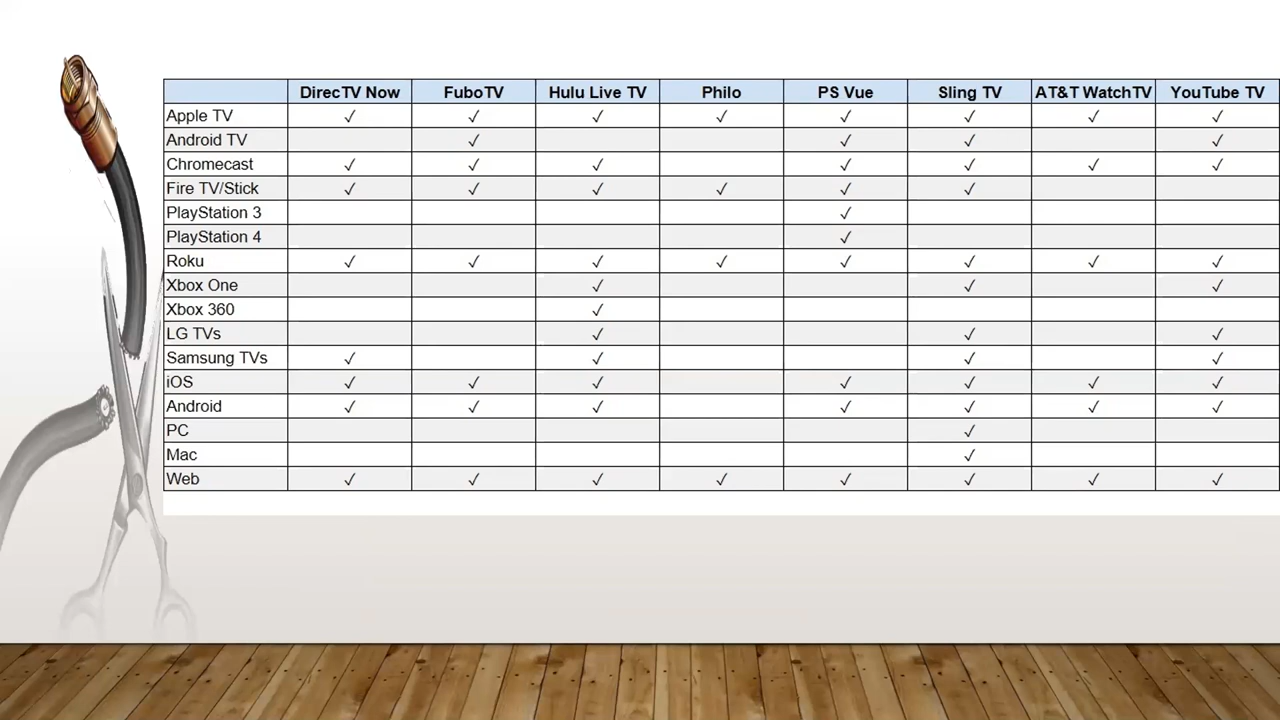 DirecTV Now FuboTV Hulu Live TV Philo PS Vue Sling TV AT&T WatchTV YouTube TV
Apple TV ✓ ✓ ✓ ✓ ✓ ✓ ✓ ✓
Android TV ✓ ✓ ✓ ✓
Chromecast ✓ ✓ ✓ ✓ ✓ ✓ ✓
Fire TV/Stick ✓ ✓ ✓ ✓ ✓ ✓
PlayStation 3 ✓
PlayStation 4 ✓
Roku ✓ ✓ ✓ ✓ ✓ ✓ ✓ ✓
Xbox One ✓ ✓ ✓
Xbox 360 ✓
LG TVs ✓ ✓ ✓
Samsung TVs ✓ ✓ ✓ ✓
iOS ✓ ✓ ✓ ✓ ✓ ✓ ✓
Android ✓ ✓ ✓ ✓ ✓ ✓ ✓
PC ✓
Mac ✓
Web ✓ ✓ ✓ ✓ ✓ ✓ ✓ ✓